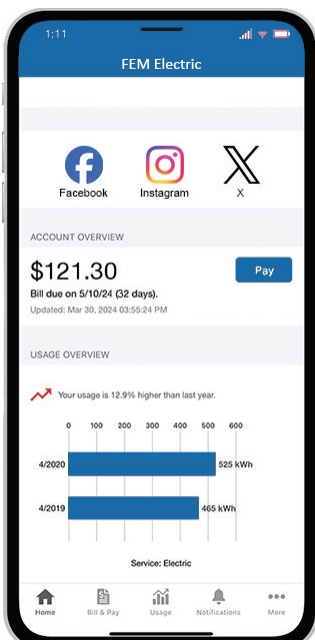 1:11
FEM Electric
Facebook Instagram X
ACCOUNT OVERVIEW
$121.30 Pay
Bill due on 5/10/24 (32 days).
Updated: Mar 30, 2024 03:55:24 PM
USAGE OVERVIEW
Your usage is 12.9% higher than last year.
0 100 200 300 400 500 600
4/2020 525 kWh
4/2019 465 kWh
Service: Electric
Home Bill & Pay Usage Notifications More